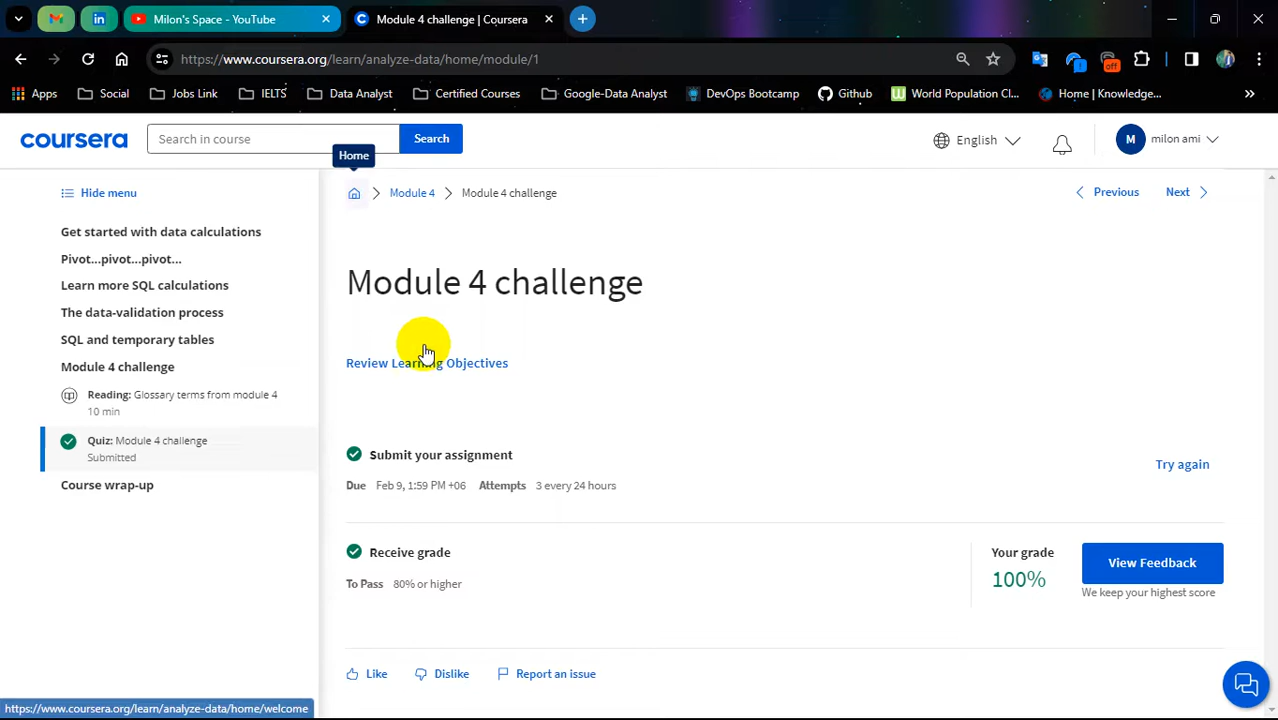 Milon's Space - YouTube
Module 4 challenge | Coursera
https://www.coursera.org/learn/analyze-data/home/module/1
Apps
Social
Jobs Link
IELTS
Data Analyst
Certified Courses
Google-Data Analyst
DevOps Bootcamp
Github
World Population Cl...
Home | Knowledge...
off
coursera
Search in course
Search
English
M
milon ami
Home
Hide menu
Module 4
Module 4 challenge
Previous
Next
Get started with data calculations
Pivot...pivot...pivot...
Learn more SQL calculations
The data-validation process
SQL and temporary tables
Module 4 challenge
Reading: Glossary terms from module 4
10 min
Quiz: Module 4 challenge
Submitted
Course wrap-up
Module 4 challenge
Review Learning Objectives
Submit your assignment
Due Feb 9, 1:59 PM +06 Attempts 3 every 24 hours
Try again
Receive grade
To Pass 80% or higher
Your grade
100%
View Feedback
We keep your highest score
Like
Dislike
Report an issue
https://www.coursera.org/learn/analyze-data/home/welcome